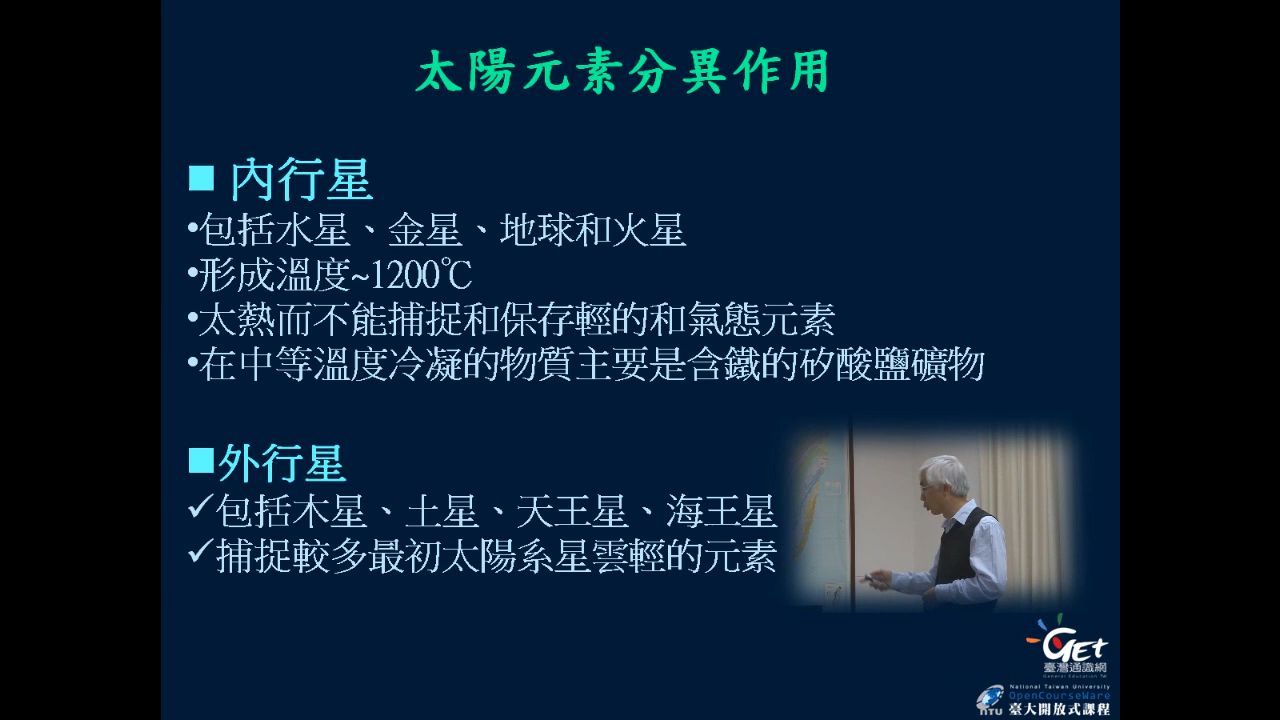 太陽元素分異作用
■ 內行星
•包括水星、金星、地球和火星
•形成溫度~1200℃
•太熱而不能捕捉和保存輕的和氣態元素
•在中等溫度冷凝的物質主要是含鐵的矽酸鹽礦物
■外行星
✓包括木星、土星、天王星、海王星
✓捕捉較多最初太陽系星雲輕的元素
GEt
臺灣通識網
General Education TW
National Taiwan University
OpenCourseWare
NTU 臺大開放式課程